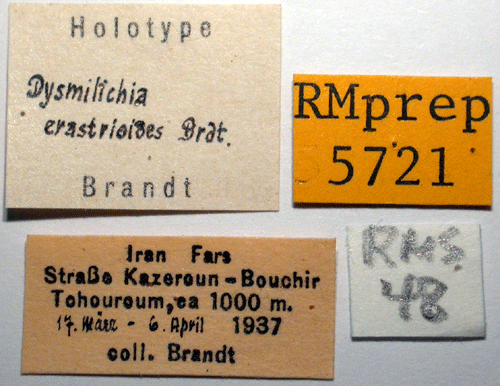 Holotype
Dysmilichia
erastrioides Brdt.
Brandt
RMprep
5721
Iran Fars
Straße Kazeroun-Bouchir
Tchouroum, ca 1000 m.
17. März - 6. April 1937
coll. Brandt
RMS
48